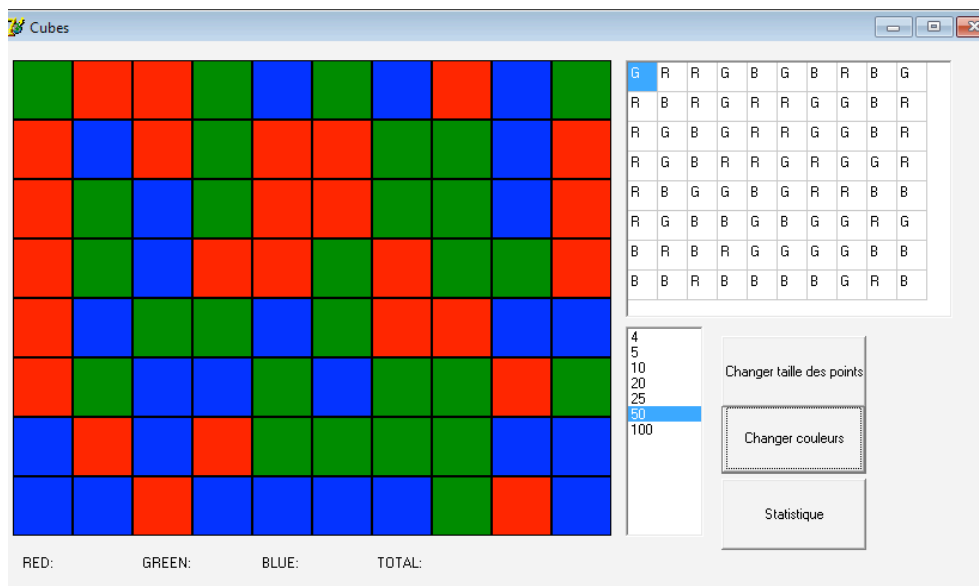 Cubes
G R R G B G B R B G
R B R G R R G G B R
R G B G R R G G B R
R G B R R G R G G R
R B G G B G R R B B
R G B B G B G G R G
B R B R G G G G B B
B B R B B B B G R B
4
5
10
20
25
50
100
Changer taille des points
Changer couleurs
Statistique
RED: GREEN: BLUE: TOTAL: